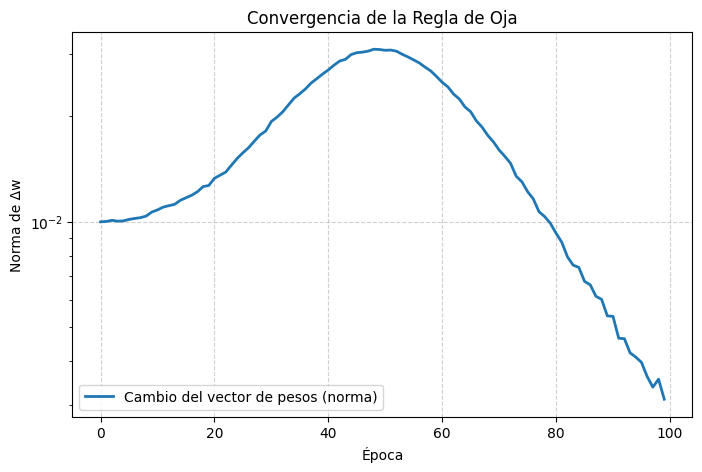 Convergencia de la Regla de Oja
Norma de Δw
10⁻²
Cambio del vector de pesos (norma)
0 20 40 60 80 100
Época